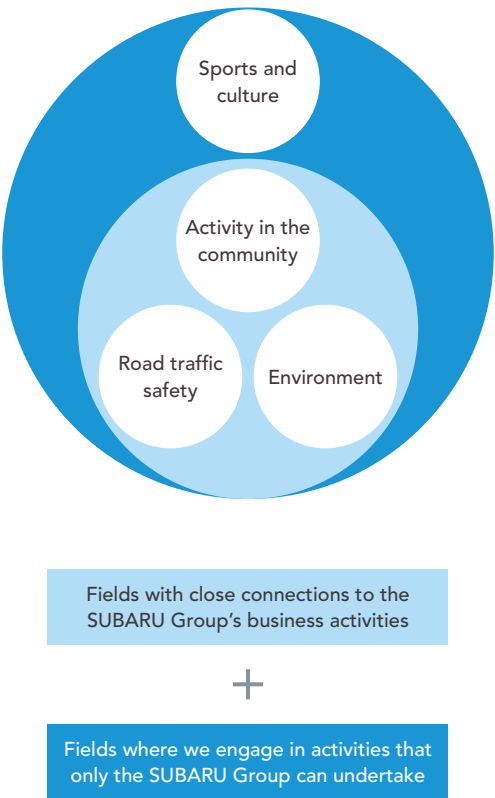 Sports and
culture
Activity in the
community
Road traffic
safety
Environment
Fields with close connections to the
SUBARU Group’s business activities
+
Fields where we engage in activities that
only the SUBARU Group can undertake